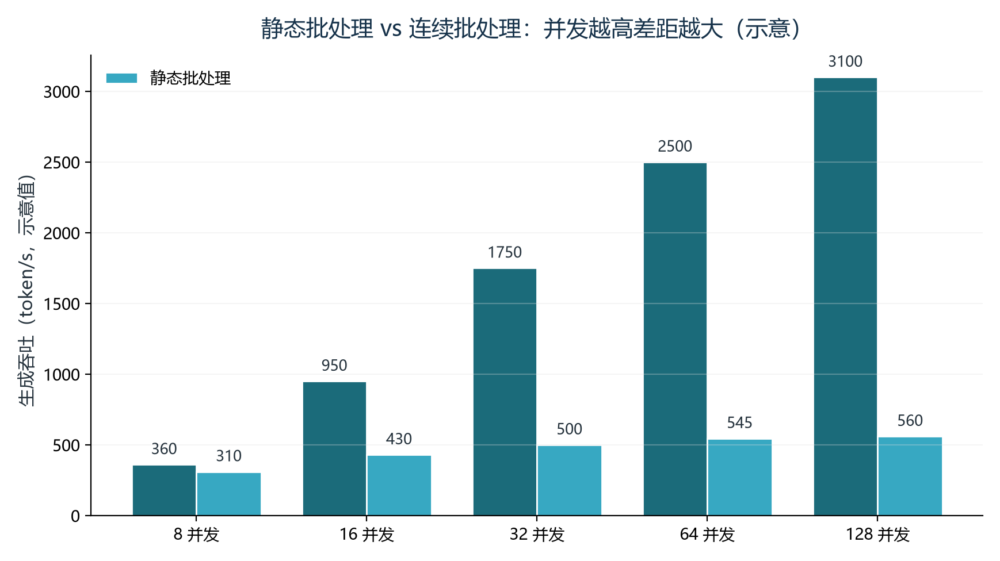 静态批处理 vs 连续批处理：并发越高差距越大（示意）
静态批处理
生成吞吐（token/s，示意值）
3000
2500
2000
1500
1000
500
0
360
310
950
430
1750
500
2500
545
3100
560
8 并发
16 并发
32 并发
64 并发
128 并发